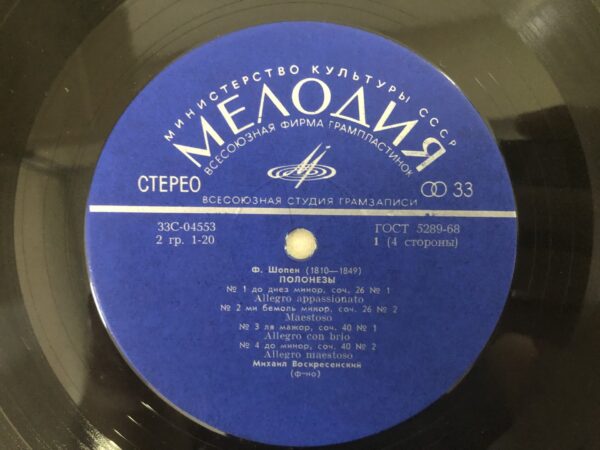 МИНИСТЕРСТВО КУЛЬТУРЫ СССР
МЕЛОДИЯ
ВСЕСОЮЗНАЯ ФИРМА ГРАМПЛАСТИНОК
СТЕРЕО
33
ВСЕСОЮЗНАЯ СТУДИЯ ГРАМЗАПИСИ
33С-04553
ГОСТ 5289-68
2 гр. 1-20
1 (4 стороны)
Ф. Шопен (1810—1849)
ПОЛОНЕЗЫ
№ 1 до диез минор, соч. 26 № 1
Allegro appassionato
№ 2 ми бемоль минор, соч. 26 № 2
Maestoso
№ 3 ля мажор, соч. 40 № 1
Allegro con brio
№ 4 до минор, соч. 40 № 2
Allegro maestoso
Михаил Воскресенский
(ф-но)